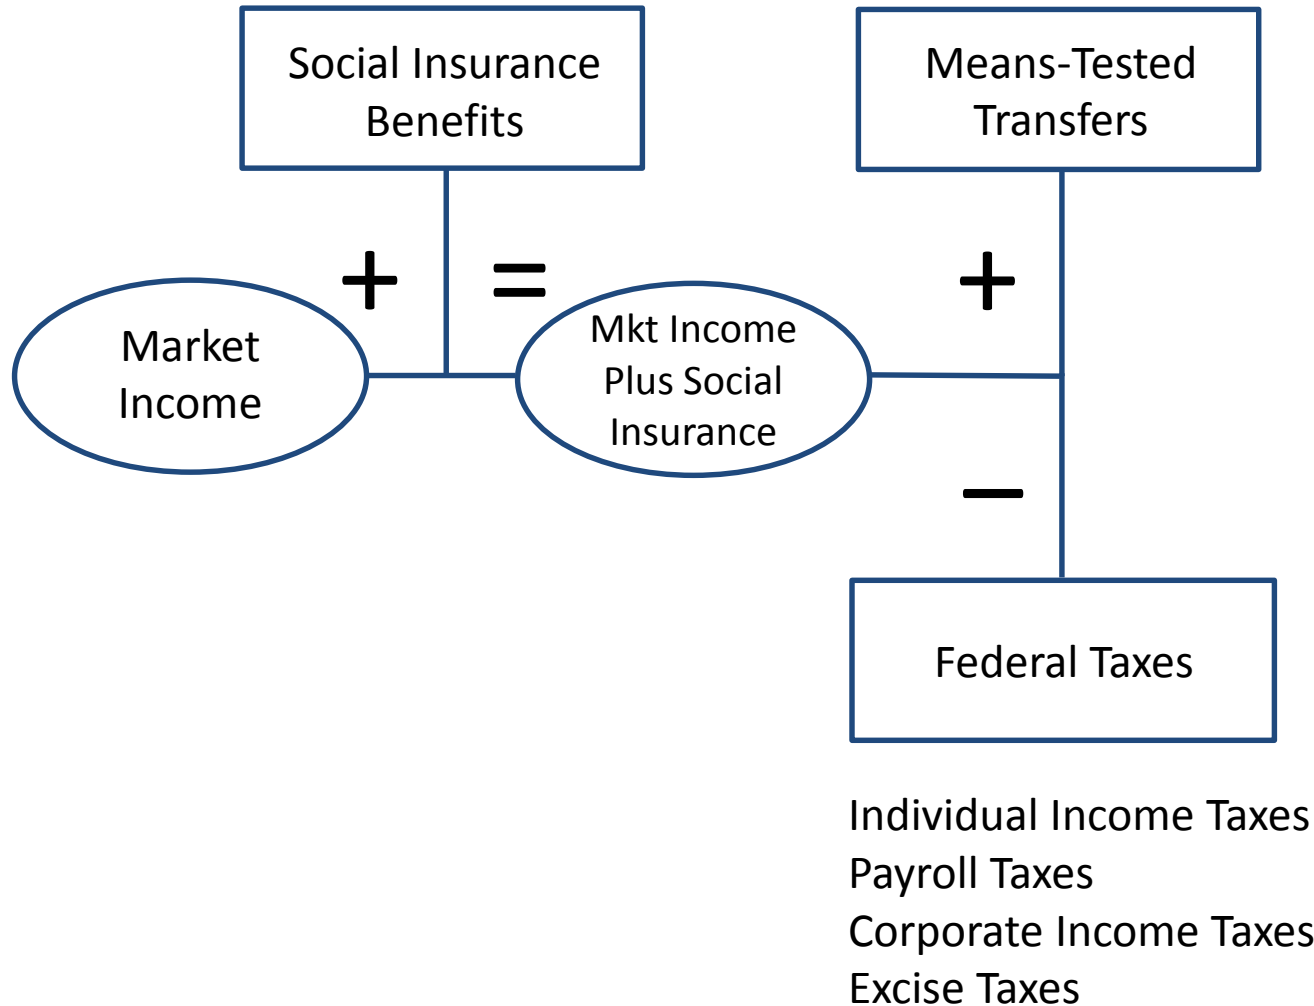 Social Insurance
Benefits
Means-Tested
Transfers
+
=
+
Market
Income
Mkt Income
Plus Social
Insurance
–
Federal Taxes
Individual Income Taxes
Payroll Taxes
Corporate Income Taxes
Excise Taxes